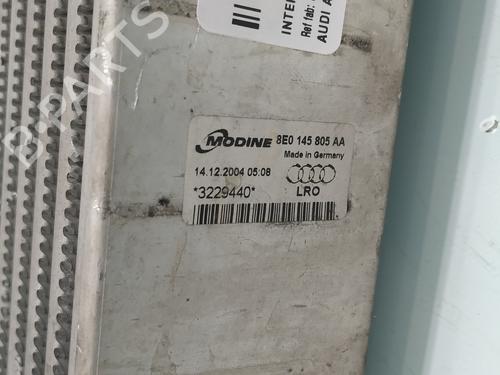 INTER
Ref fab:
AUDI A
MODINE 8E0 145 805 AA
Made in Germany
14.12.2004 05:08
*3229440* LRO
B-PARTS